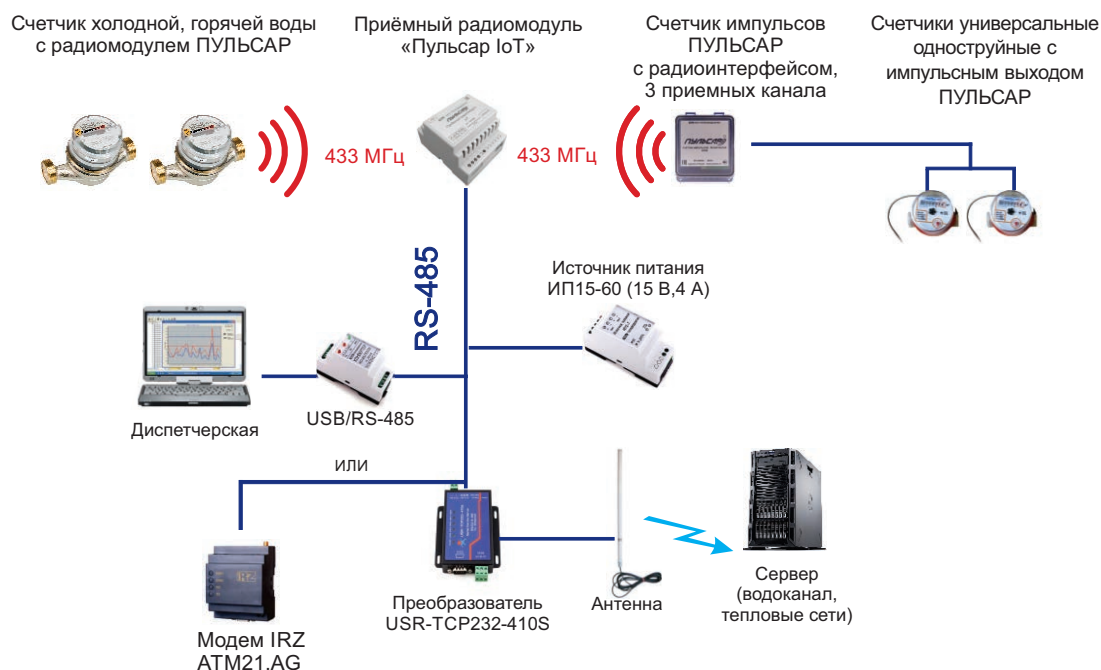 Счетчик холодной, горячей воды
с радиомодулем ПУЛЬСАР
Приёмный радиомодуль
«Пульсар IoT»
Счетчик импульсов
ПУЛЬСАР
с радиоинтерфейсом,
3 приемных канала
Счетчики универсальные
одноструйные с
импульсным выходом
ПУЛЬСАР
433 МГц
433 МГц
ПУЛЬСАР
RS-485
Источник питания
ИП15-60 (15 В,4 А)
USB/RS-485
Диспетчерская
или
IRZ
Модем IRZ
ATM21.AG
Преобразователь
USR-TCP232-410S
Антенна
Сервер
(водоканал,
тепловые сети)